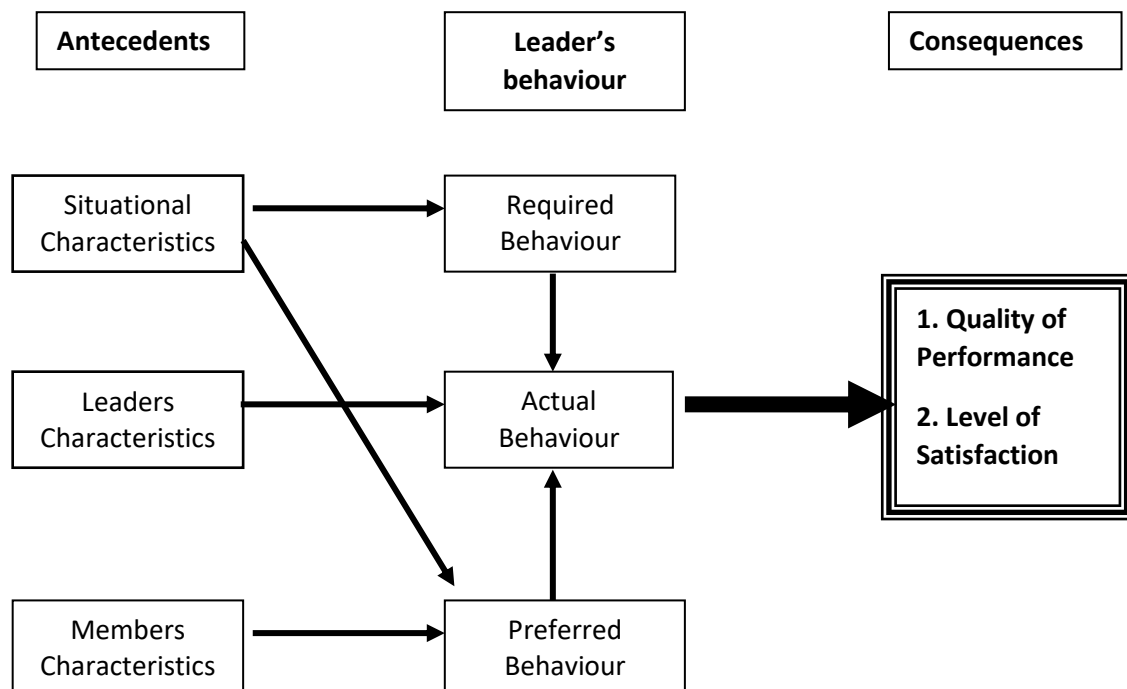 Antecedents
Leader’s
behaviour
Consequences
Situational
Characteristics
Required
Behaviour
1. Quality of
Performance
2. Level of
Satisfaction
Leaders
Characteristics
Actual
Behaviour
Members
Characteristics
Preferred
Behaviour